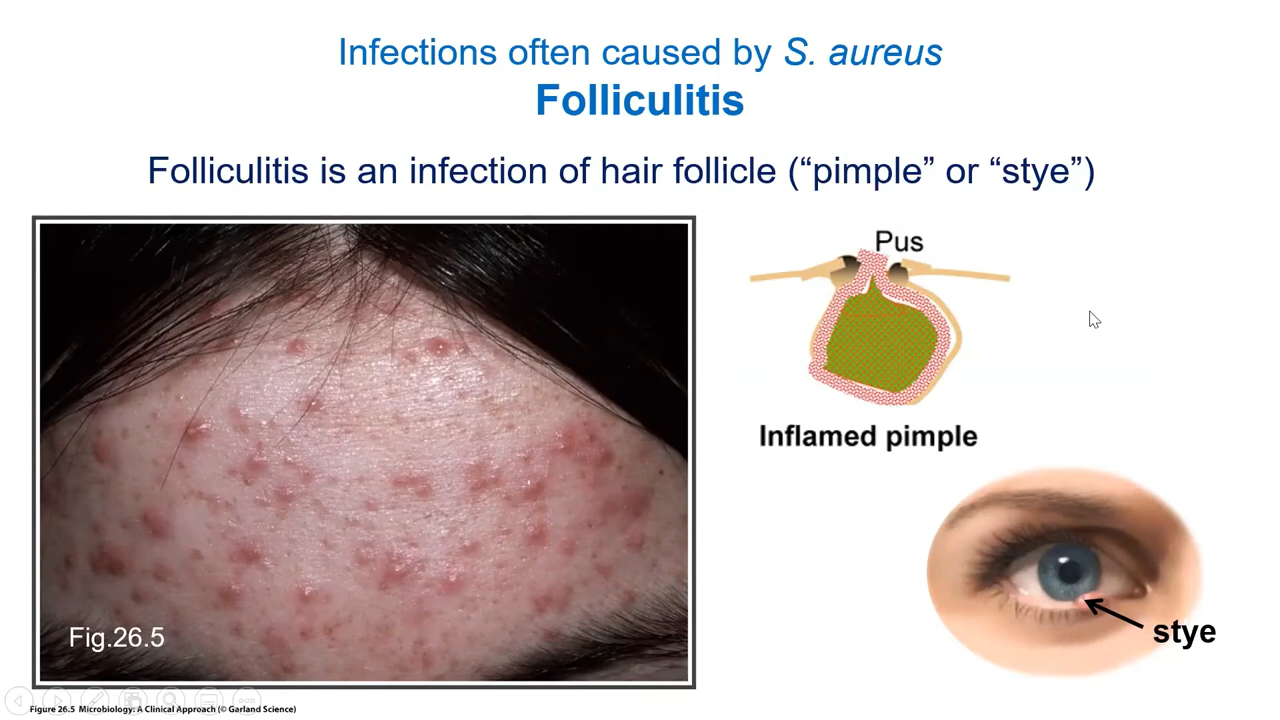 Infections often caused by S. aureus
Folliculitis
Folliculitis is an infection of hair follicle (“pimple” or “stye”)
Pus
Inflamed pimple
stye
Fig.26.5
Figure 26.5 Microbiology: A Clinical Approach (© Garland Science)